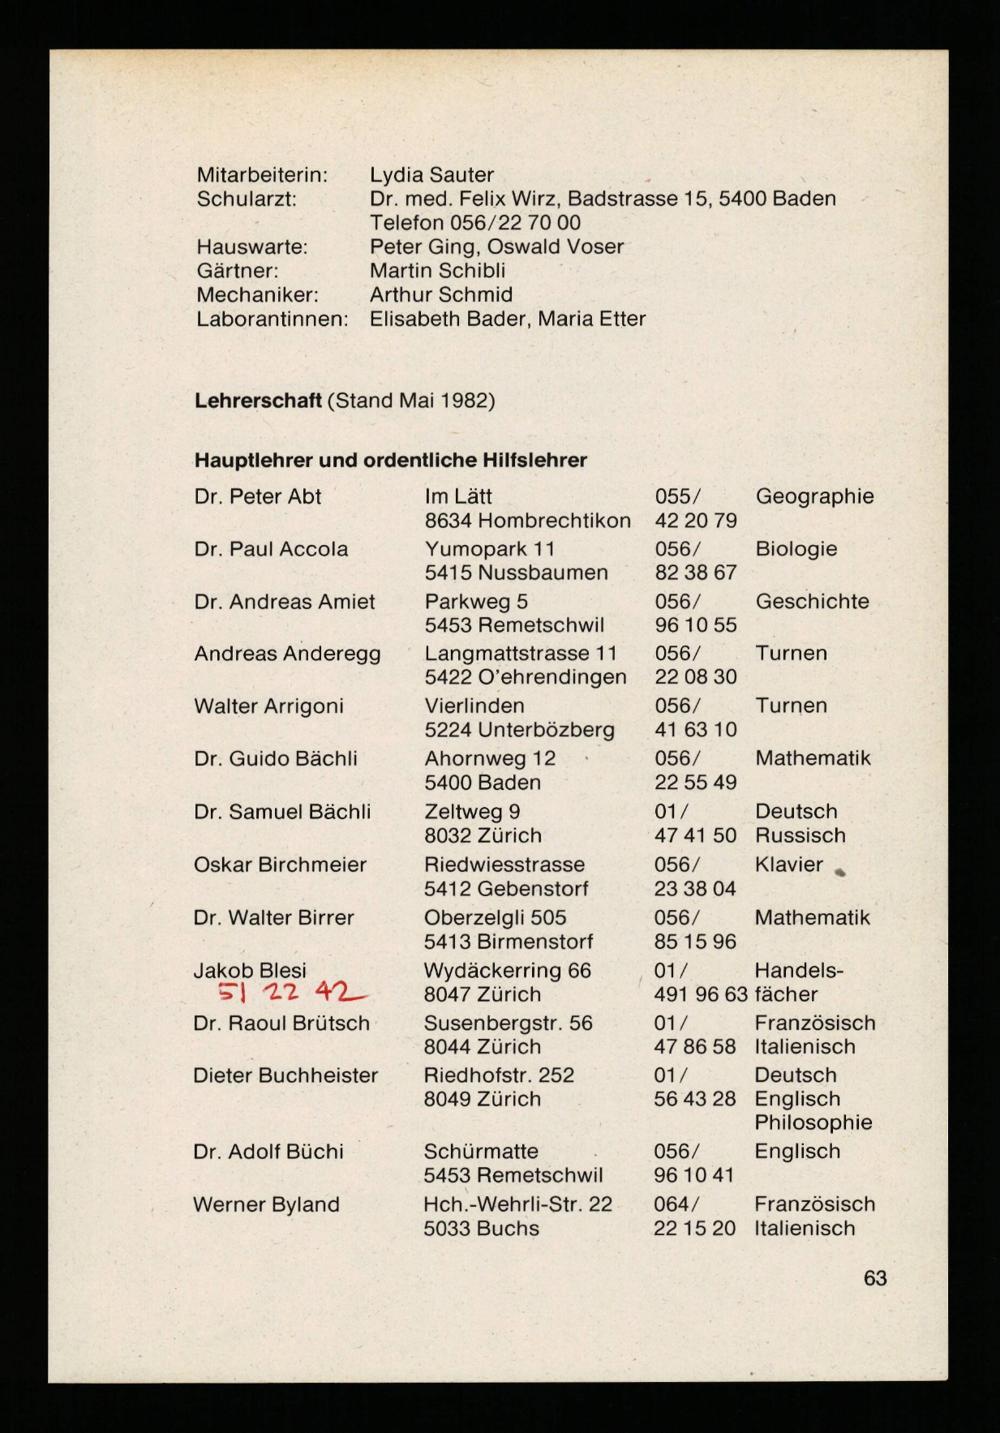 Mitarbeiterin: Lydia Sauter
Schularzt: Dr. med. Felix Wirz, Badstrasse 15, 5400 Baden
Telefon 056/22 70 00
Hauswarte: Peter Ging, Oswald Voser
Gärtner: Martin Schibli
Mechaniker: Arthur Schmid
Laborantinnen: Elisabeth Bader, Maria Etter
Lehrerschaft (Stand Mai 1982)
Hauptlehrer und ordentliche Hilfslehrer
Dr. Peter Abt Im Lätt 055/ Geographie
8634 Hombrechtikon 42 20 79
Dr. Paul Accola Yumopark 11 056/ Biologie
5415 Nussbaumen 82 38 67
Dr. Andreas Amiet Parkweg 5 056/ Geschichte
5453 Remetschwil 96 10 55
Andreas Anderegg Langmattstrasse 11 056/ Turnen
5422 O'ehrendingen 22 08 30
Walter Arrigoni Vierlinden 056/ Turnen
5224 Unterbözberg 41 63 10
Dr. Guido Bächli Ahornweg 12 056/ Mathematik
5400 Baden 22 55 49
Dr. Samuel Bächli Zeltweg 9 01/ Deutsch
8032 Zürich 47 41 50 Russisch
Oskar Birchmeier Riedwiesstrasse 056/ Klavier
5412 Gebenstorf 23 38 04
Dr. Walter Birrer Oberzelgli 505 056/ Mathematik
5413 Birmenstorf 85 15 96
Jakob Blesi Wydäckerring 66 01/ Handels-
51 22 42 8047 Zürich 491 96 63 fächer
Dr. Raoul Brütsch Susenbergstr. 56 01/ Französisch
8044 Zürich 47 86 58 Italienisch
Dieter Buchheister Riedhofstr. 252 01/ Deutsch
8049 Zürich 56 43 28 Englisch
Philosophie
Dr. Adolf Büchi Schürmatte 056/ Englisch
5453 Remetschwil 96 10 41
Werner Byland Hch.-Wehrli-Str. 22 064/ Französisch
5033 Buchs 22 15 20 Italienisch
63